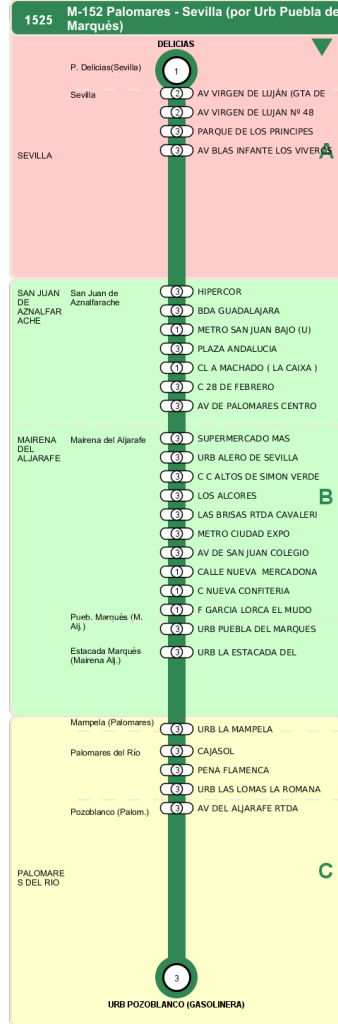 1525
M-152 Palomares - Sevilla (por Urb Puebla de
Marqués)
DELICIAS
P. Delicias(Sevilla)
1
Sevilla
2 AV VIRGEN DE LUJÁN (GTA DE
2 AV VIRGEN DE LUJAN Nº 48
3 PARQUE DE LOS PRINCIPES
3 AV BLAS INFANTE LOS VIVEROS
A
SEVILLA
SAN JUAN
DE
AZNALFAR
ACHE
San Juan de
Aznalfarache
3 HIPERCOR
3 BDA GUADALAJARA
1 METRO SAN JUAN BAJO (U)
3 PLAZA ANDALUCIA
1 CL A MACHADO ( LA CAIXA )
3 C 28 DE FEBRERO
3 AV DE PALOMARES CENTRO
MAIRENA
DEL
ALJARAFE
Mairena del Aljarafe
3 SUPERMERCADO MAS
3 URB ALERO DE SEVILLA
3 C C ALTOS DE SIMON VERDE
3 LOS ALCORES
B
3 LAS BRISAS RTDA CAVALERI
3 METRO CIUDAD EXPO
3 AV DE SAN JUAN COLEGIO
1 CALLE NUEVA  MERCADONA
1 C NUEVA CONFITERIA
1 F GARCIA LORCA EL MUDO
Pueb. Marqués (M.
Alj.)
3 URB PUEBLA DEL MARQUES
Estacada Marqués
(Mairena Alj.)
3 URB LA ESTACADA DEL
Mampela (Palomares)
3 URB LA MAMPELA
Palomares del Río
3 CAJASOL
3 PENA FLAMENCA
3 URB LAS LOMAS LA ROMANA
Pozoblanco (Palom.)
3 AV DEL ALJARAFE RTDA
C
PALOMARE
S DEL RIO
3
URB POZOBLANCO (GASOLINERA)